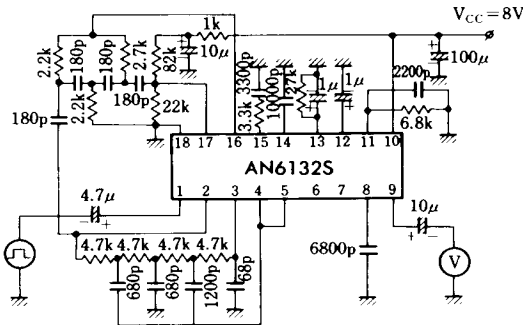 V_CC=8V
1k
2.2k
180p
180p
2.7k
82k
10μ
100μ
180p
22k
2.2k
180p
3300p
3.3k
10000p
27k
1μ
1μ
2200p
6.8k
18 17 16 15 14 13 12 11 10
AN6132S
1 2 3 4 5 6 7 8 9
4.7μ
10μ
4.7k 4.7k 4.7k 4.7k
680p
680p
1200p
68p
6800p
V